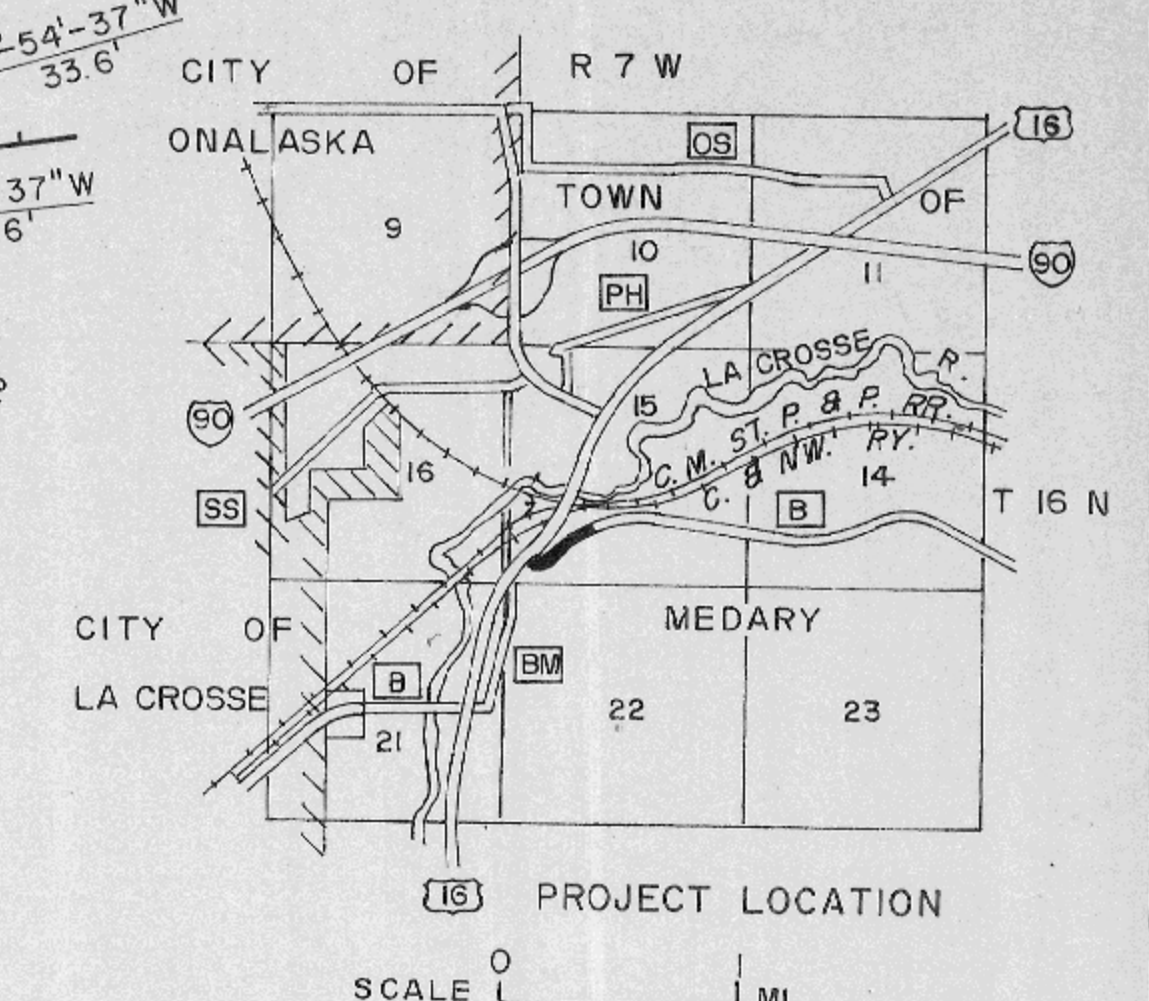 -54'-37"W
33.6'
37"W
6'
CITY OF
R 7 W
ONALASKA
OS
16
TOWN OF
9
10
11
90
PH
LA CROSSE R.
90
15
C. M. ST. P. & P. RR.
C. & NW. RY.
16
14
SS
B
T 16 N
CITY OF
MEDARY
BM
LA CROSSE
B
22
23
21
16
PROJECT LOCATION
0 1
SCALE MI